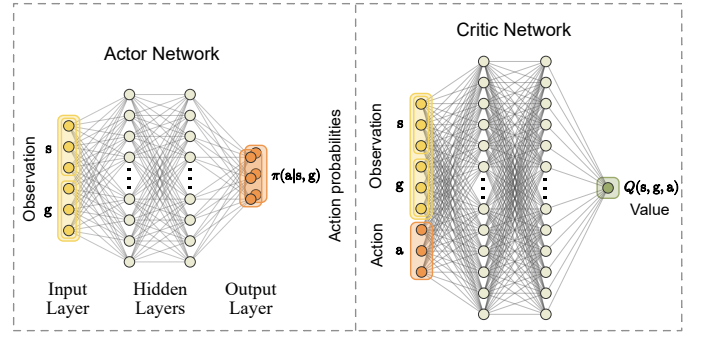 Actor Network
Observation
s
g
π(a|s, g)
Action probabilities
Input
Layer
Hidden
Layers
Output
Layer
Critic Network
Observation
s
g
Action
a
Q(s, g, a)
Value